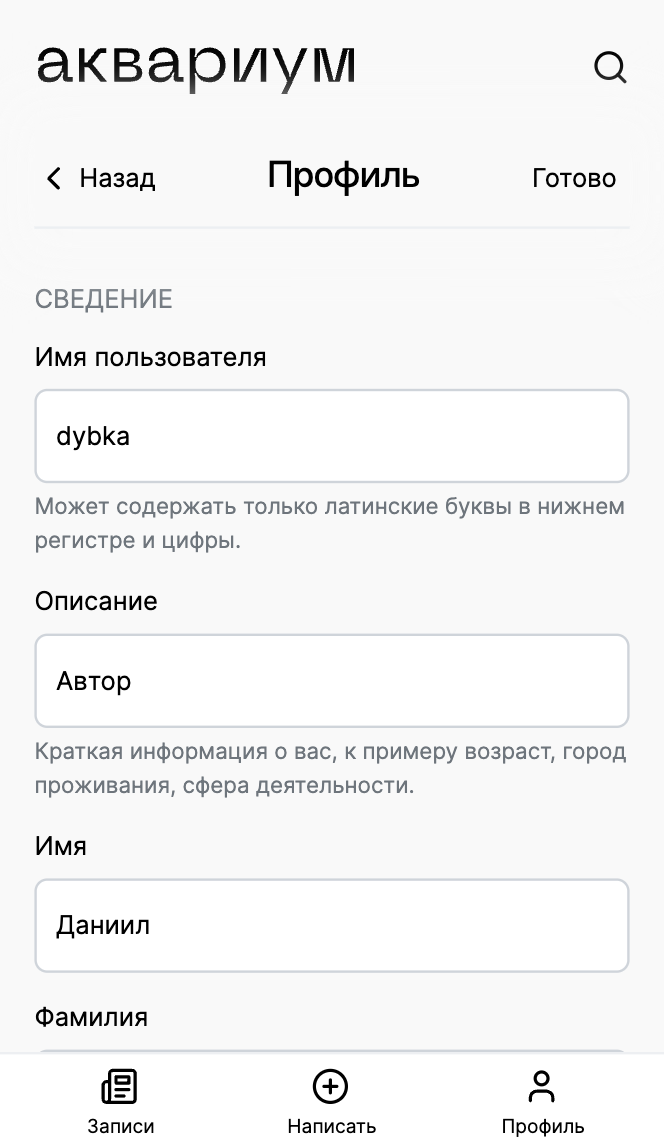 аквариум
Назад
Профиль
Готово
СВЕДЕНИЕ
Имя пользователя
dybka
Может содержать только латинские буквы в нижнем
регистре и цифры.
Описание
Автор
Краткая информация о вас, к примеру возраст, город
проживания, сфера деятельности.
Имя
Даниил
Фамилия
Записи
Написать
Профиль